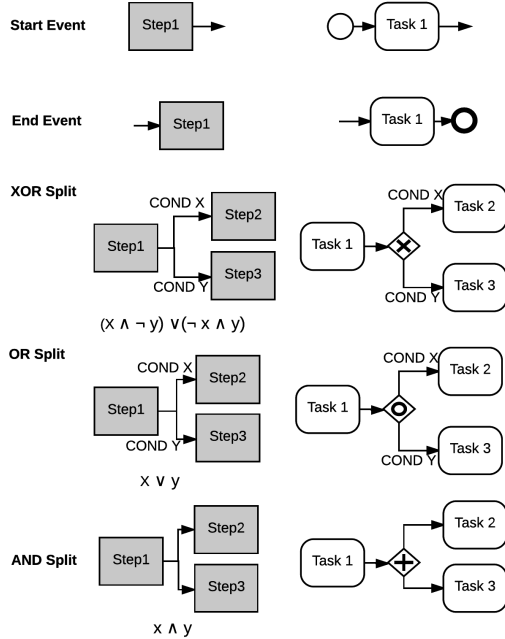 Start Event
Step1
Task 1
End Event
Step1
Task 1
XOR Split
COND X
Step2
Step1
COND Y
Step3
(x ∧ ¬ y) ∨(¬ x ∧ y)
COND X
Task 2
Task 1
COND Y
Task 3
OR Split
COND X
Step2
Step1
COND Y
Step3
x ∨ y
COND X
Task 2
Task 1
COND Y
Task 3
AND Split
Step2
Step1
Step3
x ∧ y
Task 2
Task 1
Task 3